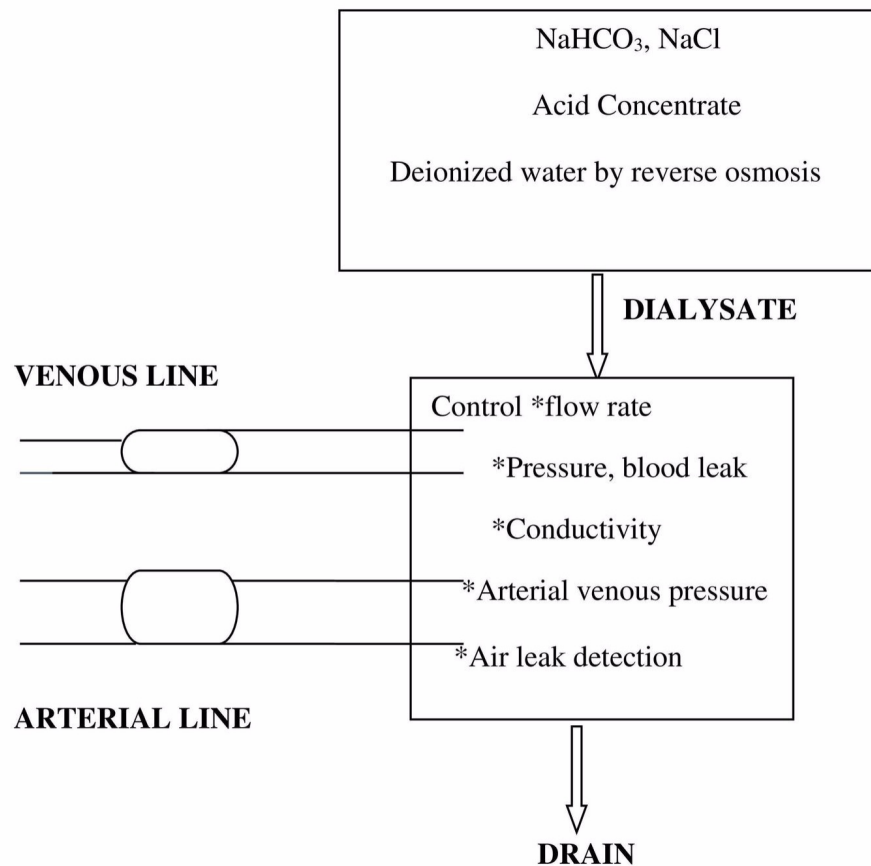 NaHCO₃, NaCl
Acid Concentrate
Deionized water by reverse osmosis
DIALYSATE
VENOUS LINE
Control *flow rate
*Pressure, blood leak
*Conductivity
*Arterial venous pressure
*Air leak detection
ARTERIAL LINE
DRAIN